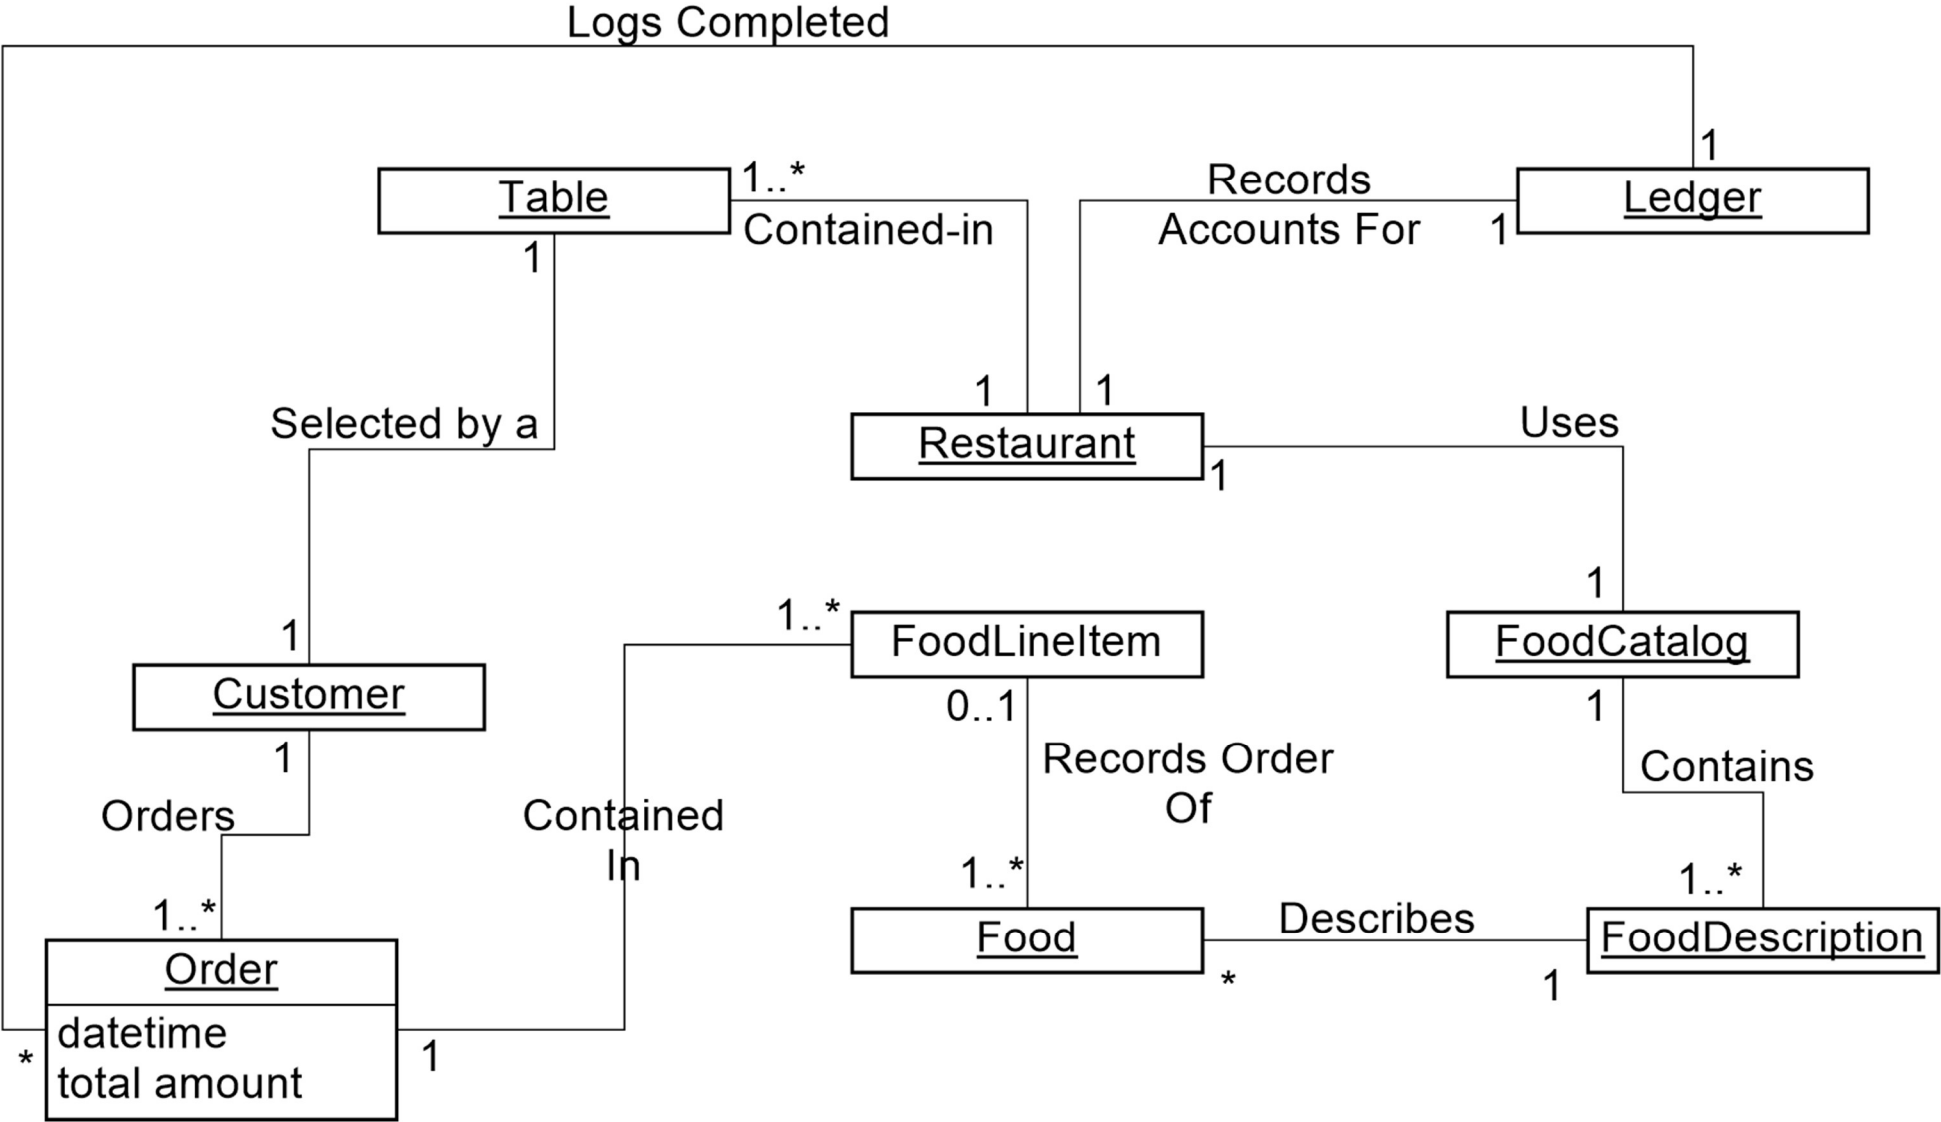 Logs Completed
1
Table
1..*
Contained-in
Records
Accounts For
1
Ledger
1
1
1
Selected by a
Restaurant
1
Uses
1
1
1..*
FoodLineItem
FoodCatalog
Customer
1
0..1
1
Orders
Contained
In
Records Order
Of
Contains
1..*
1..*
1..*
Order
Food
Describes
FoodDescription
*
1
datetime
total amount
*
1